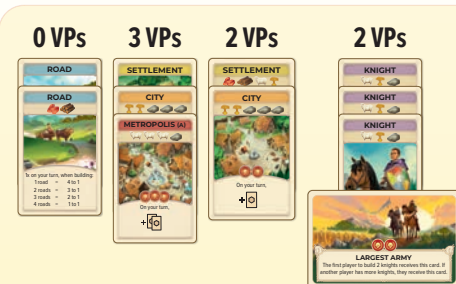 0 VPs
3 VPs
2 VPs
2 VPs
ROAD
ROAD
1x on your turn, when building:
1 road = 4 to 1
2 roads = 3 to 1
3 roads = 2 to 1
4 roads = 1 to 1
SETTLEMENT
CITY
METROPOLIS (A)
On your turn,
+
SETTLEMENT
CITY
On your turn,
+
KNIGHT
KNIGHT
KNIGHT
LARGEST ARMY
The first player to build 2 knights receives this card. If
another player has more knights, they receive this card.